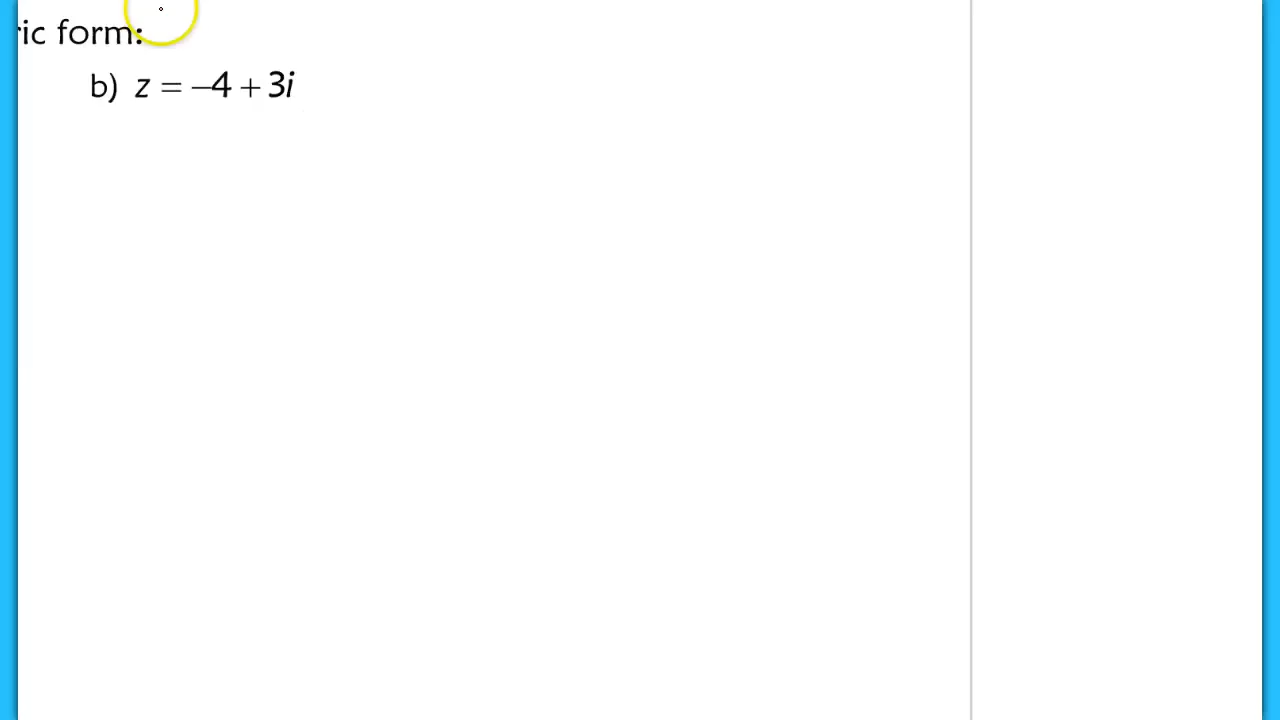 ric form:
b) z = –4 + 3i